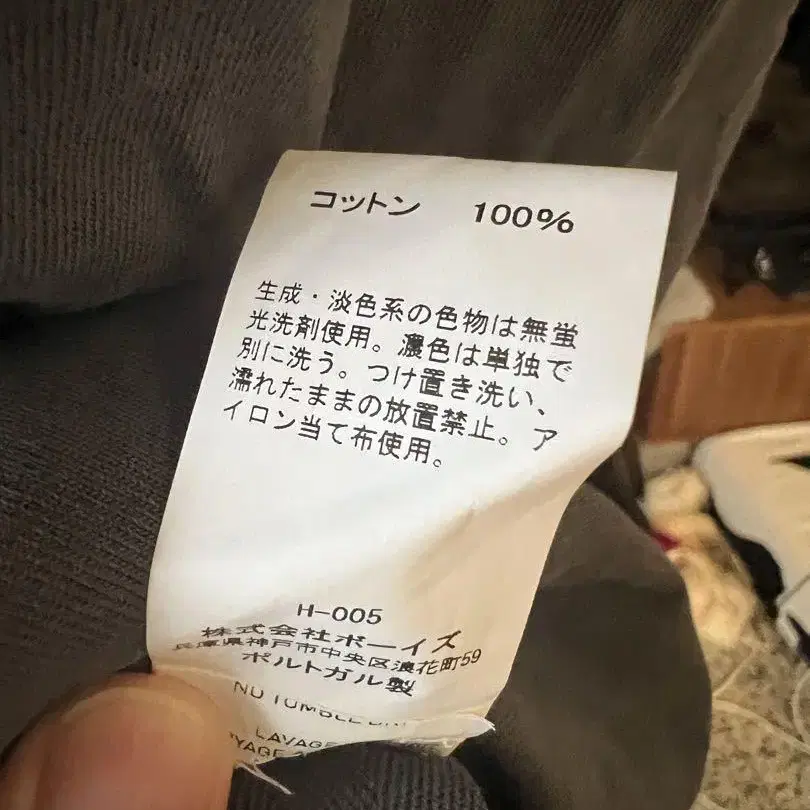 コットン 100%
生成・淡色系の色物は無蛍
光洗剤使用。濃色は単独で
別に洗う。つけ置き洗い、
濡れたままの放置禁止。ア
イロン当て布使用。
H-005
株式会社ボーイズ
兵庫県神戸市中央区浪花町59
ポルトガル製
NO TUMBLE
LAVAGE